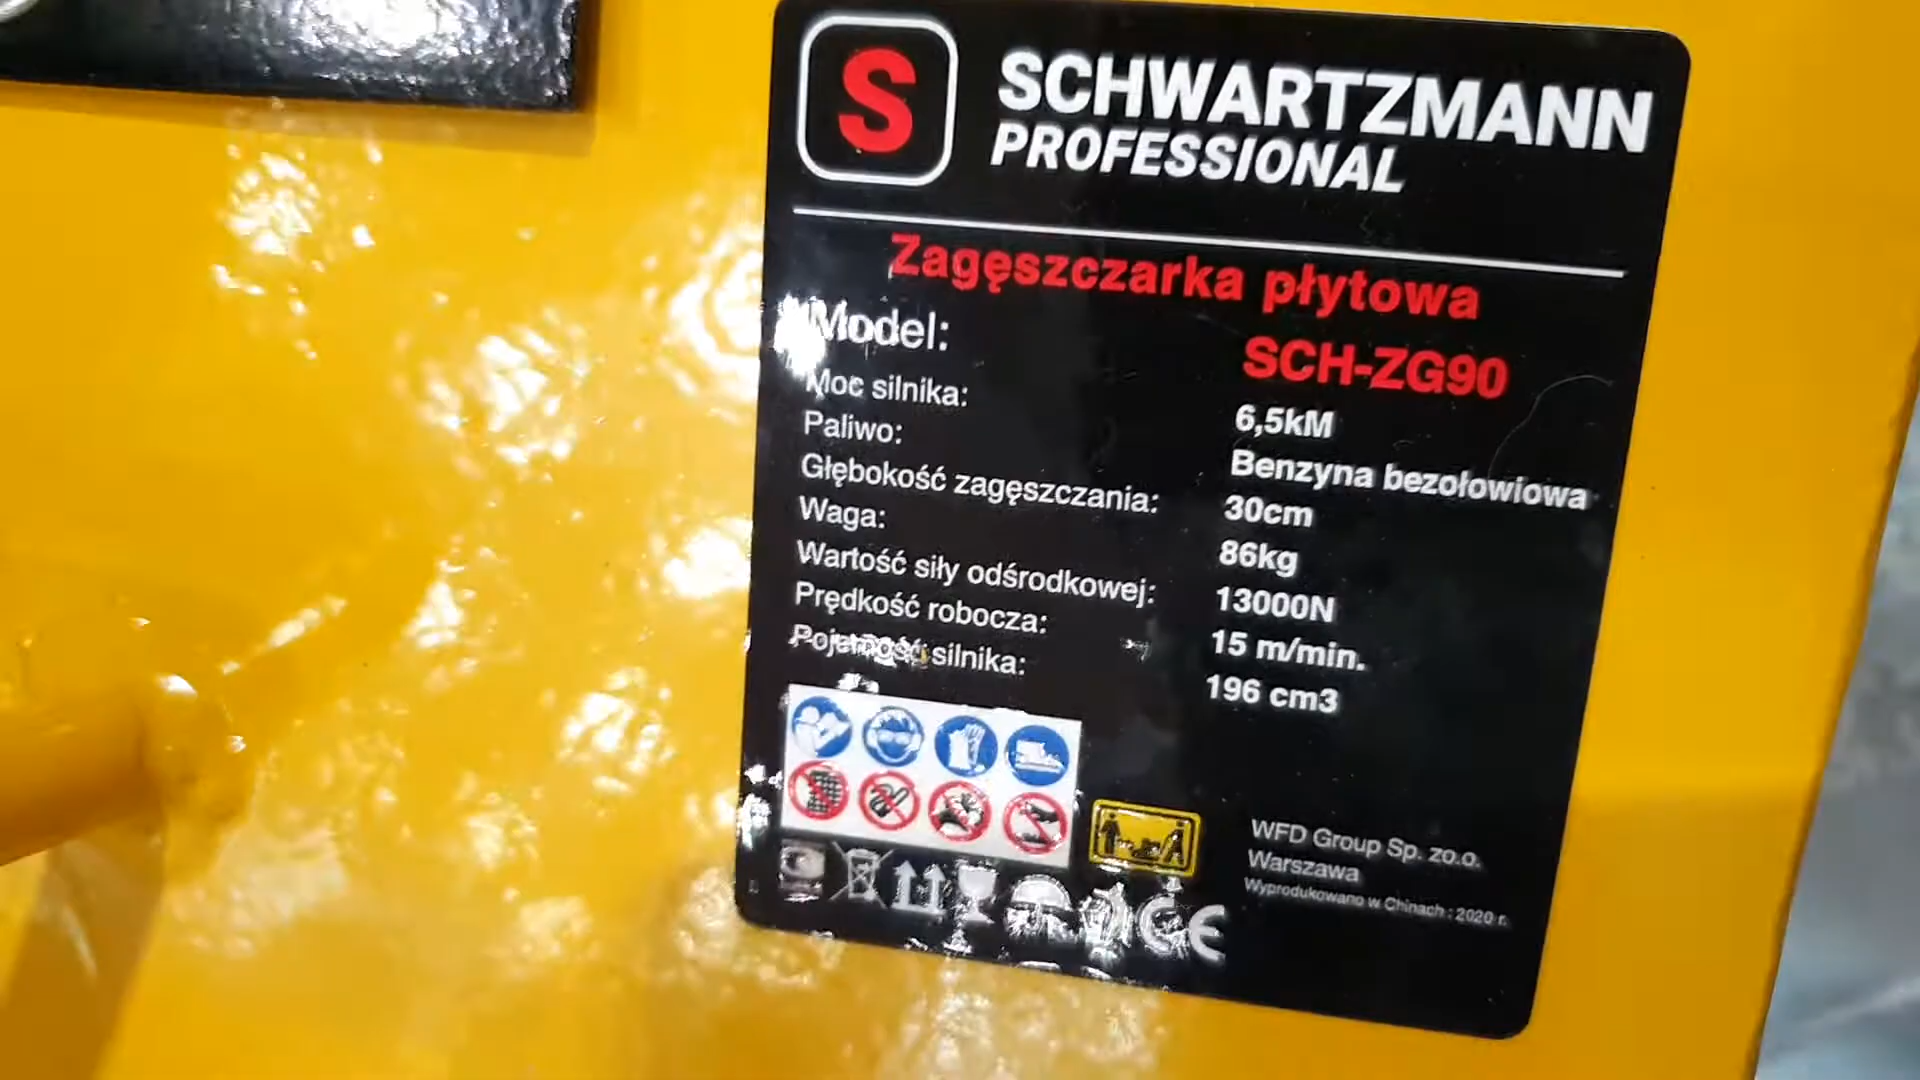 S
SCHWARTZMANN
PROFESSIONAL
Zagęszczarka płytowa
Model: SCH-ZG90
Moc silnika: 6,5kM
Paliwo: Benzyna bezołowiowa
Głębokość zagęszczania: 30cm
Waga: 86kg
Wartość siły odśrodkowej: 13000N
Prędkość robocza: 15 m/min.
Pojemość silnika: 196 cm3
WFD Group Sp. zo.o.
Warszawa
Wyprodukowano w Chinach : 2020 r.
CE